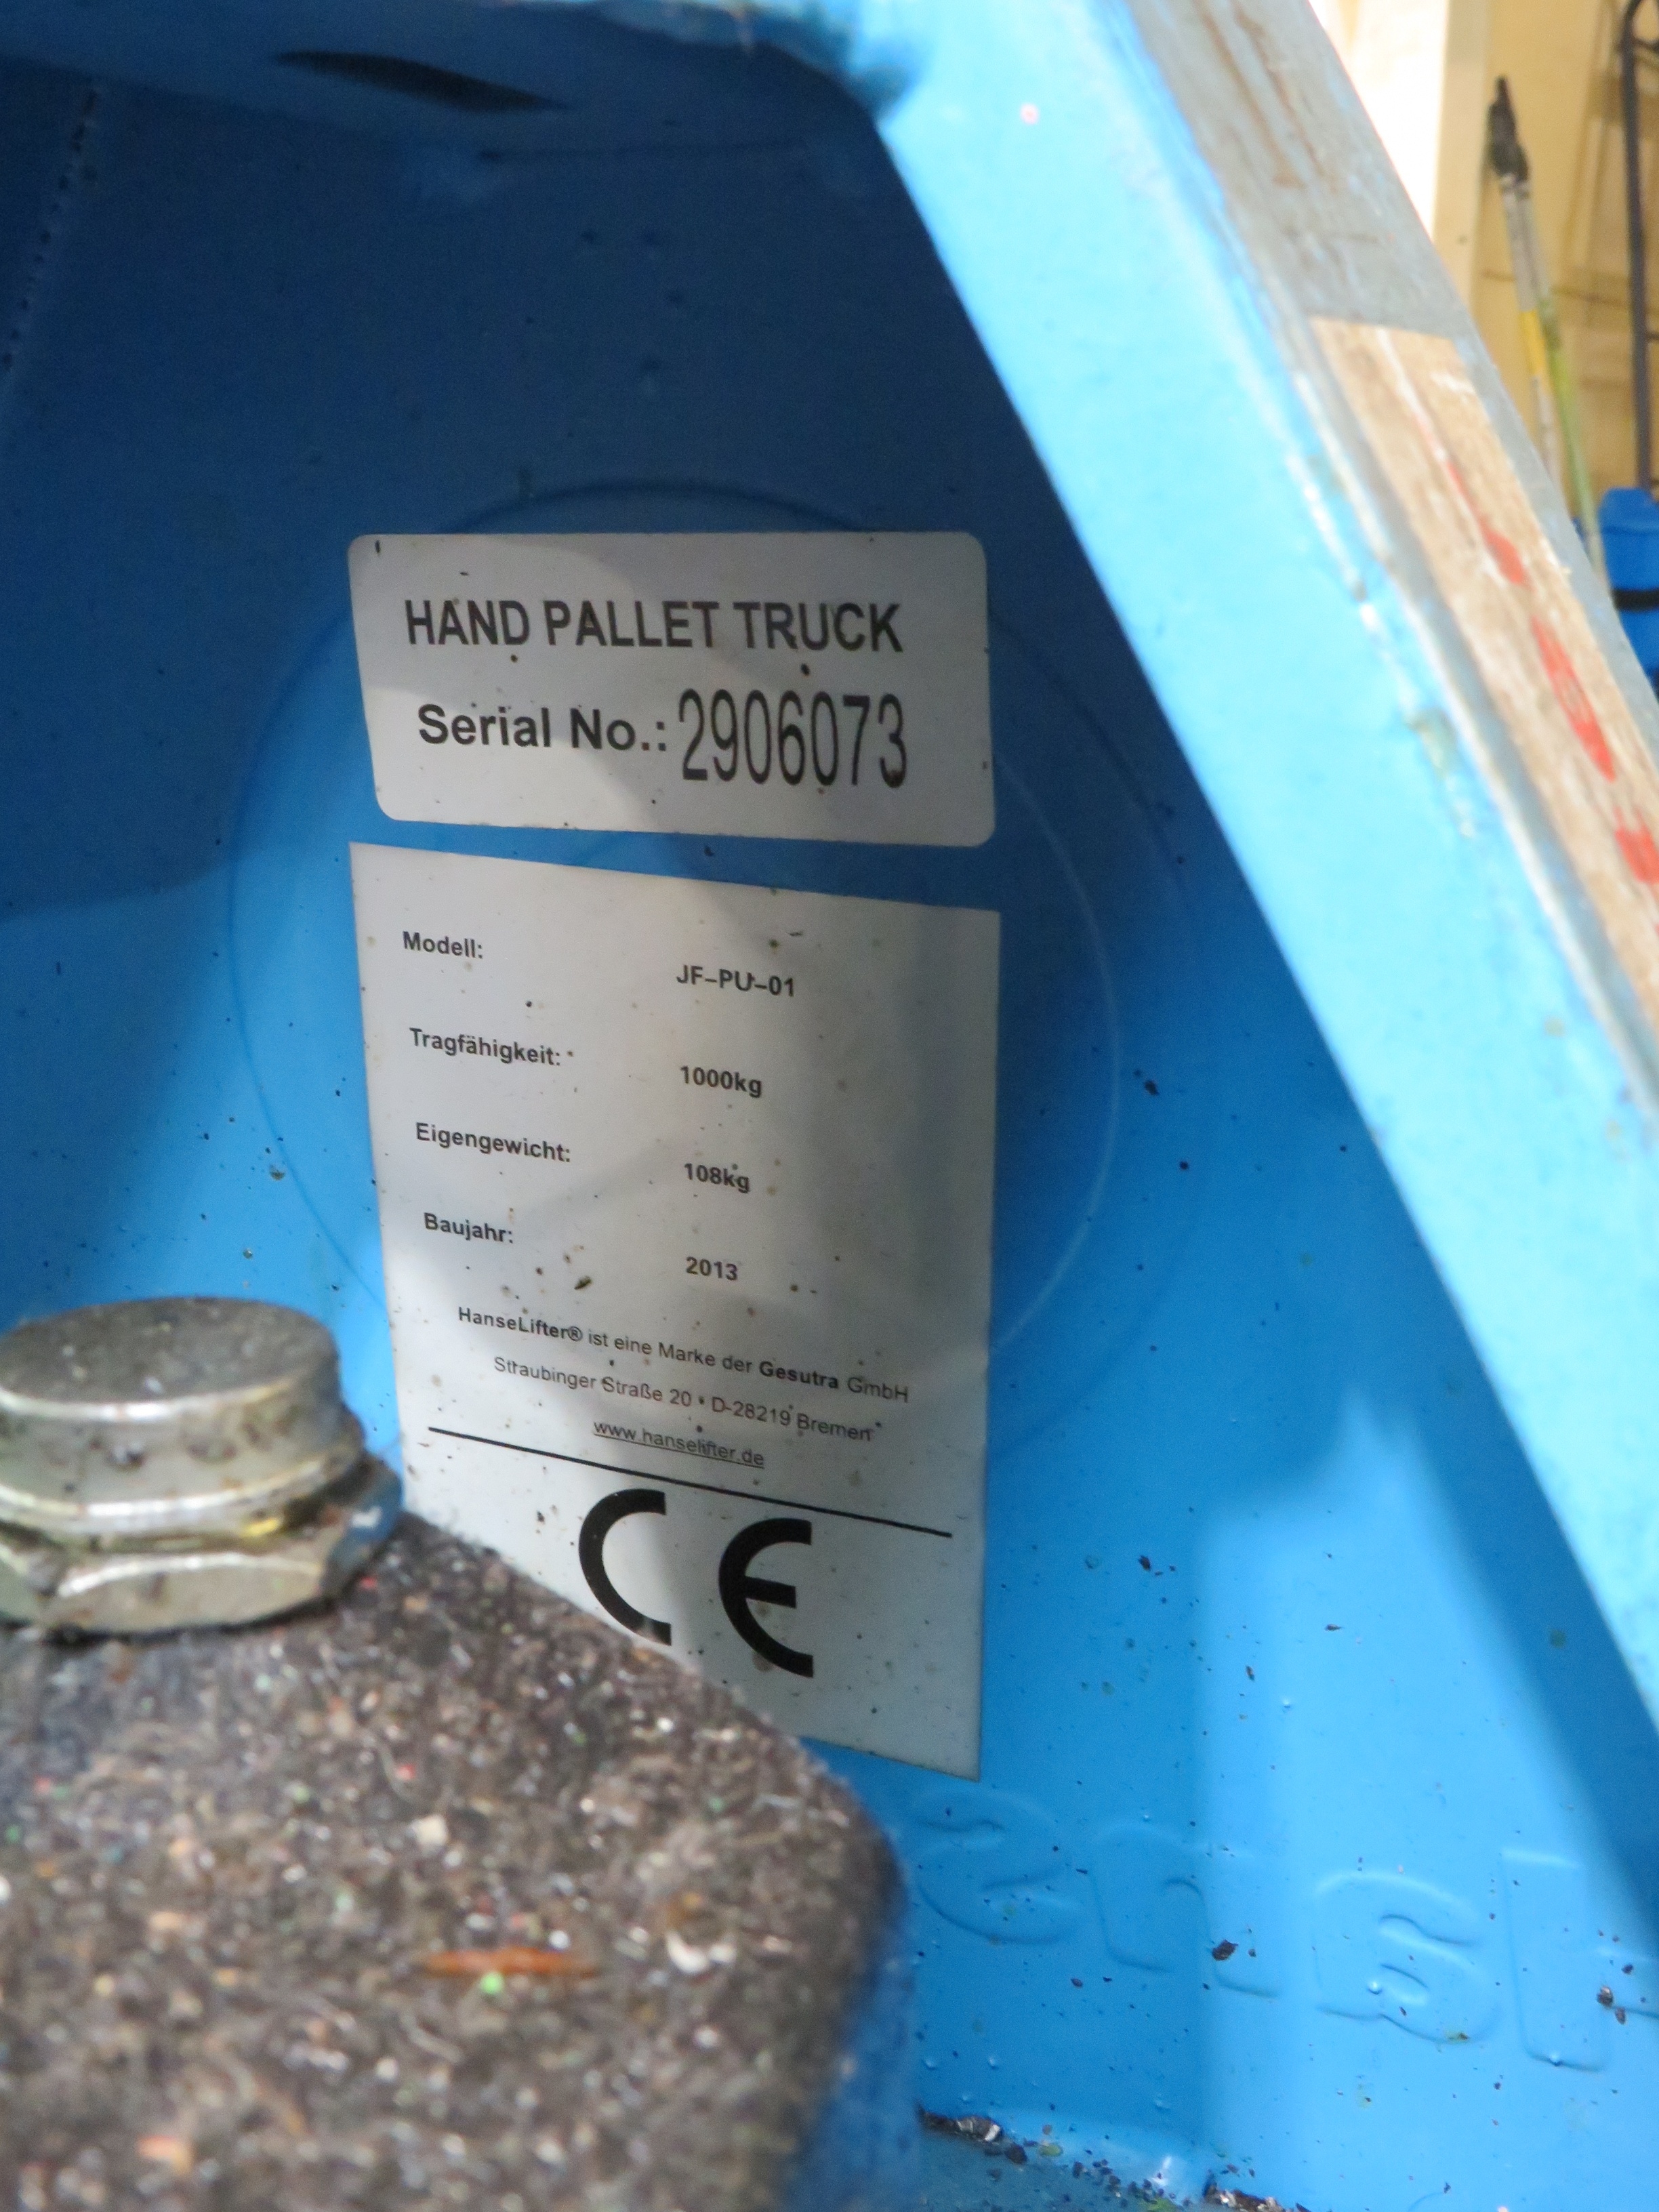 HAND PALLET TRUCK
Serial No.: 2906073
Modell: JF-PU-01
Tragfähigkeit: 1000kg
Eigengewicht: 108kg
Baujahr: 2013
HanseLifter® ist eine Marke der Gesutra GmbH
Straubinger Straße 20 • D-28219 Bremen
www.hanselifter.de
CE